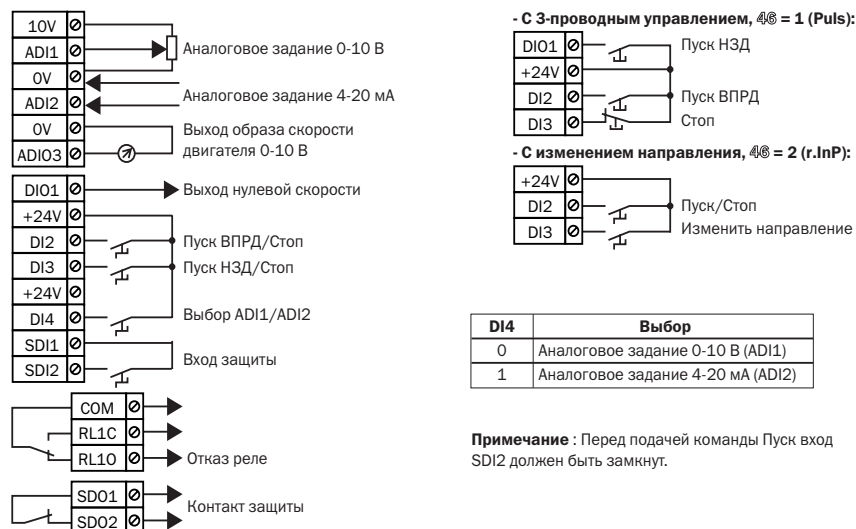 10V
ADI1
Аналоговое задание 0-10 В
0V
ADI2
Аналоговое задание 4-20 мА
0V
Выход образа скорости
двигателя 0-10 В
ADIO3
DIO1
Выход нулевой скорости
+24V
DI2
Пуск ВПРД/Стоп
DI3
Пуск НЗД/Стоп
+24V
DI4
Выбор ADI1/ADI2
SDI1
Вход защиты
SDI2
COM
RL1C
RL1O
Отказ реле
SDO1
Контакт защиты
SDO2
- С 3-проводным управлением, 46 = 1 (Puls):
DIO1
Пуск НЗД
+24V
DI2
Пуск ВПРД
DI3
Стоп
- С изменением направления, 46 = 2 (r.InP):
+24V
DI2
Пуск/Стоп
DI3
Изменить направление
DI4 Выбор
0 Аналоговое задание 0-10 В (ADI1)
1 Аналоговое задание 4-20 мА (ADI2)
Примечание : Перед подачей команды Пуск вход
SDI2 должен быть замкнут.